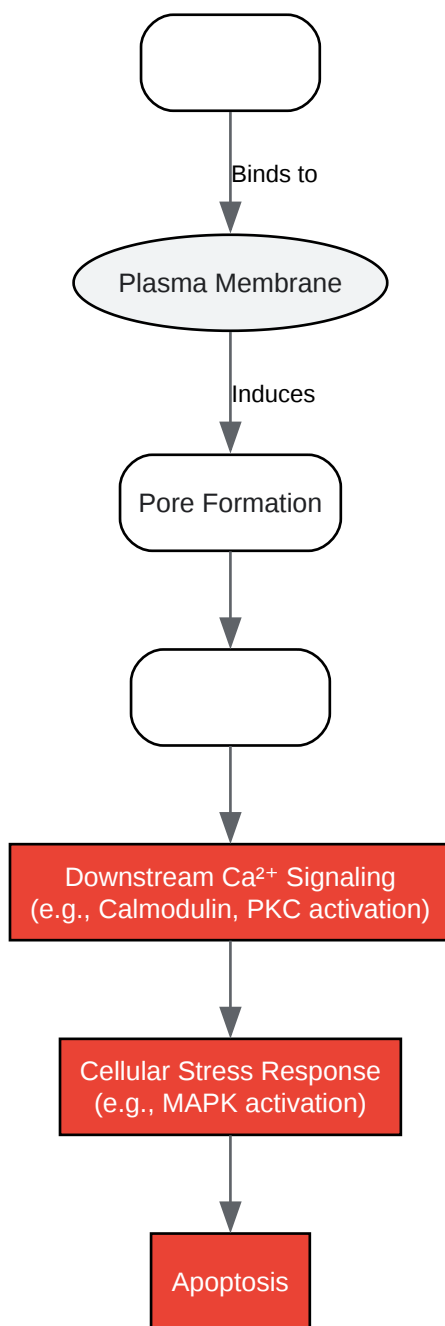 Binds to
Plasma Membrane
Induces
Pore Formation
Downstream Ca²⁺ Signaling
(e.g., Calmodulin, PKC activation)
Cellular Stress Response
(e.g., MAPK activation)
Apoptosis